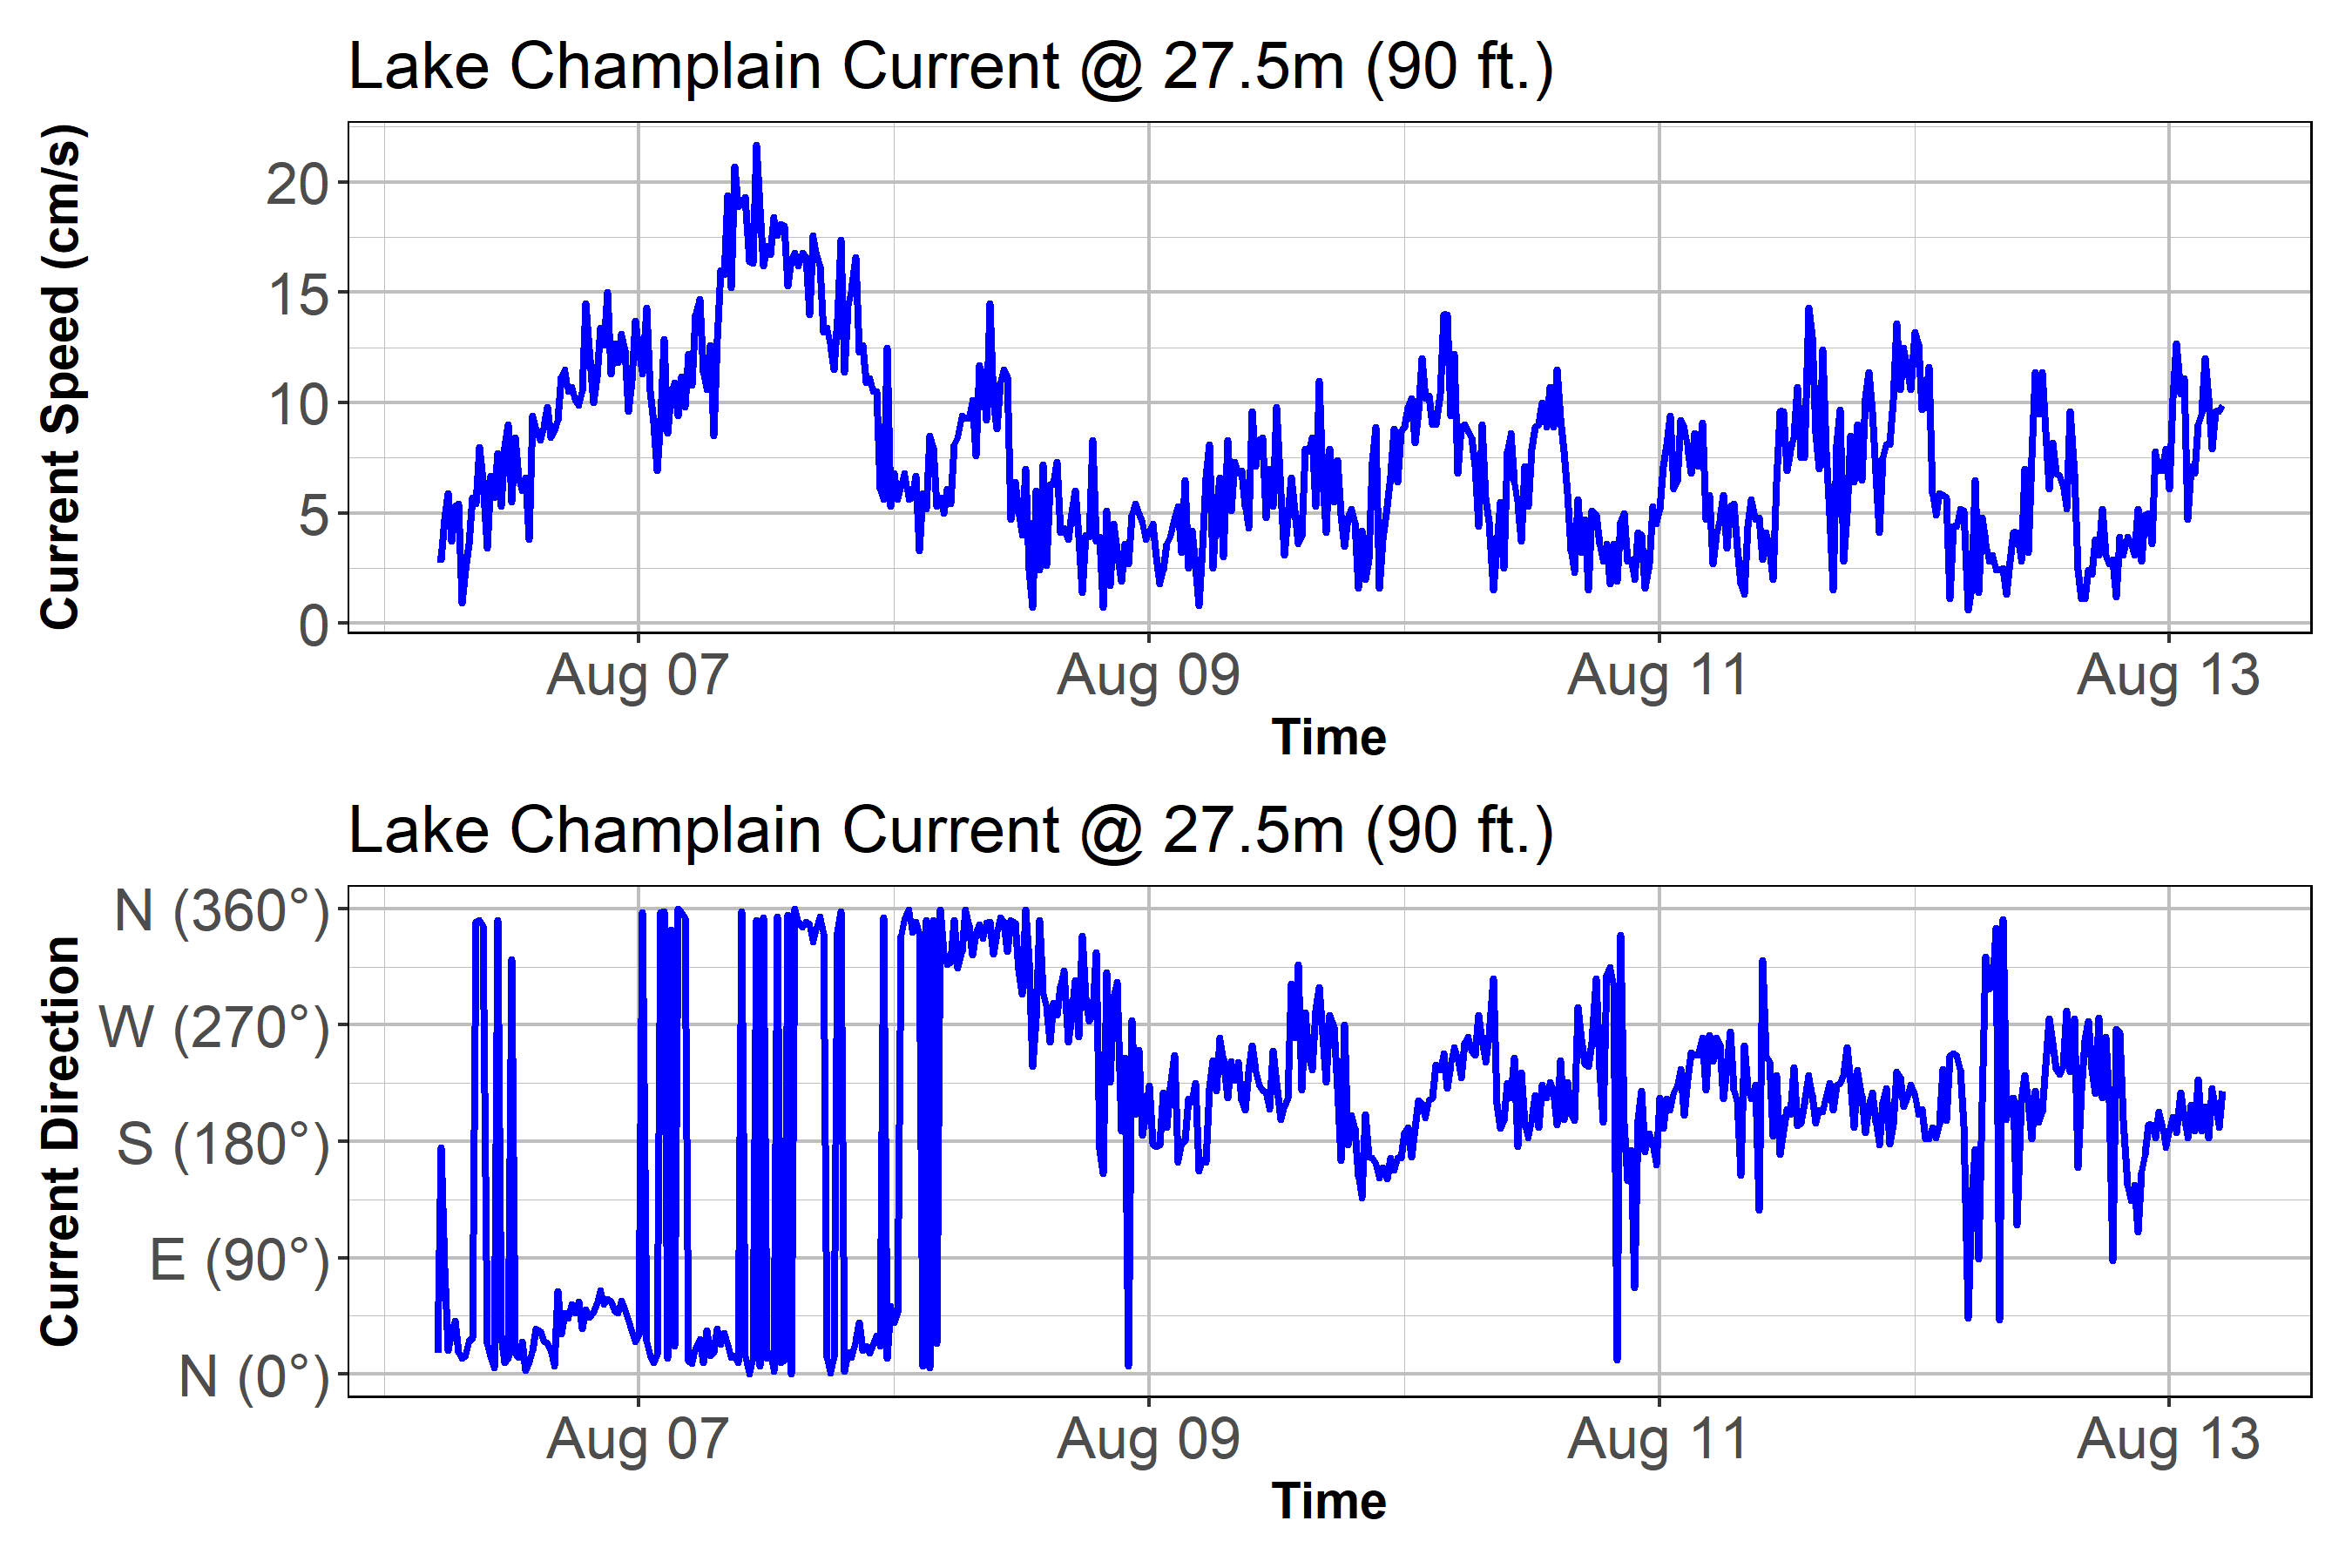 Lake Champlain Current @ 27.5m (90 ft.)
Current Speed (cm/s)
20
15
10
5
0
Aug 07 Aug 09 Aug 11 Aug 13
Time
Lake Champlain Current @ 27.5m (90 ft.)
Current Direction
N (360°)
W (270°)
S (180°)
E (90°)
N (0°)
Aug 07 Aug 09 Aug 11 Aug 13
Time